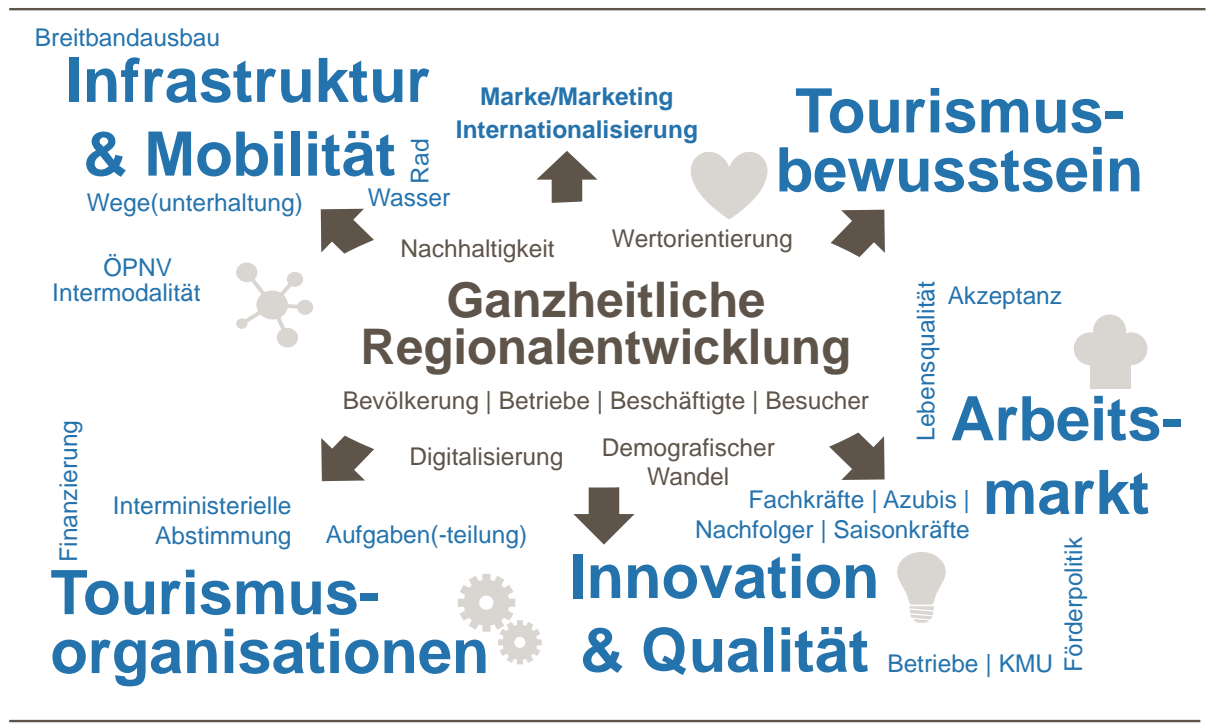 Breitbandausbau
Infrastruktur
& Mobilität
Rad
Wege(unterhaltung)
Wasser
ÖPNV
Intermodalität
Marke/Marketing
Internationalisierung
Tourismus-
bewusstsein
Nachhaltigkeit
Wertorientierung
Ganzheitliche
Regionalentwicklung
Bevölkerung | Betriebe | Beschäftigte | Besucher
Digitalisierung
Demografischer
Wandel
Lebensqualität
Akzeptanz
Arbeits-
markt
Fachkräfte | Azubis |
Nachfolger | Saisonkräfte
Finanzierung
Interministerielle
Abstimmung
Aufgaben(-teilung)
Tourismus-
organisationen
Innovation
& Qualität
Betriebe | KMU
Förderpolitik